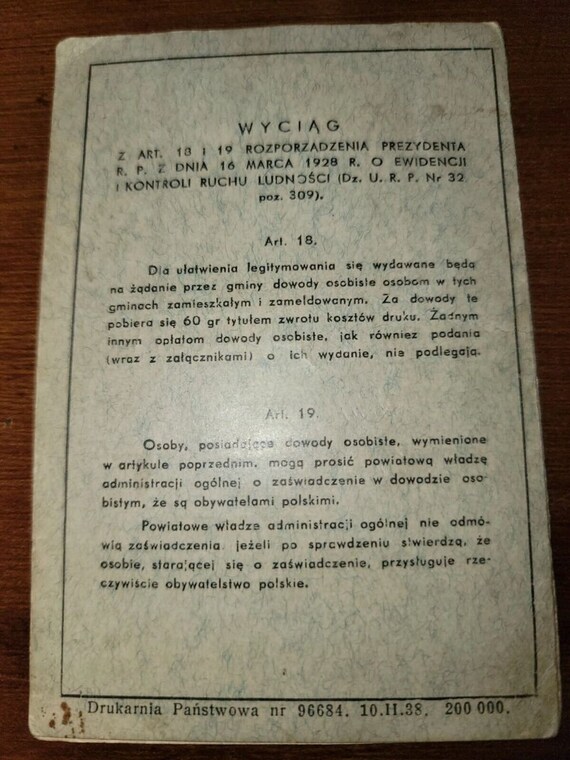 WYCIĄG
Z ART. 18 I 19 ROZPORZĄDZENIA PREZYDENTA
R. P. Z DNIA 16 MARCA 1928 R. O EWIDENCJI
I KONTROLI RUCHU LUDNOŚCI (Dz. U. R. P. Nr 32
poz. 309).
Art. 18.
Dla ułatwienia legitymowania się wydawane będą
na żądanie przez gminy dowody osobiste osobom w tych
gminach zamieszkałym i zameldowanym. Za dowody te
pobiera się 60 gr tytułem zwrotu kosztów druku. Żadnym
innym opłatom dowody osobiste, jak również podania
(wraz z załącznikami) o ich wydanie, nie podlegają.
Art. 19.
Osoby, posiadające dowody osobiste, wymienione
w artykule poprzednim, mogą prosić powiatową władzę
administracji ogólnej o zaświadczenie w dowodzie oso-
bistym, że są obywatelami polskimi.
Powiatowe władze administracji ogólnej nie odmó-
wią zaświadczenia, jeżeli po sprawdzeniu stwierdzą, że
osobie, starającej się o zaświadczenie, przysługuje rze-
czywiście obywatelstwo polskie.
Drukarnia Państwowa nr 96684. 10.II.38. 200 000.